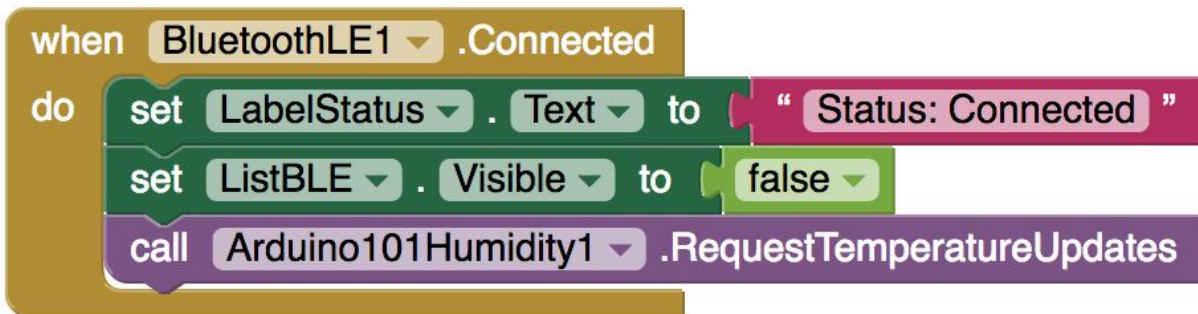 when BluetoothLE1 .Connected
do set LabelStatus . Text to “ Status: Connected ”
set ListBLE . Visible to false
call Arduino101Humidity1 .RequestTemperatureUpdates